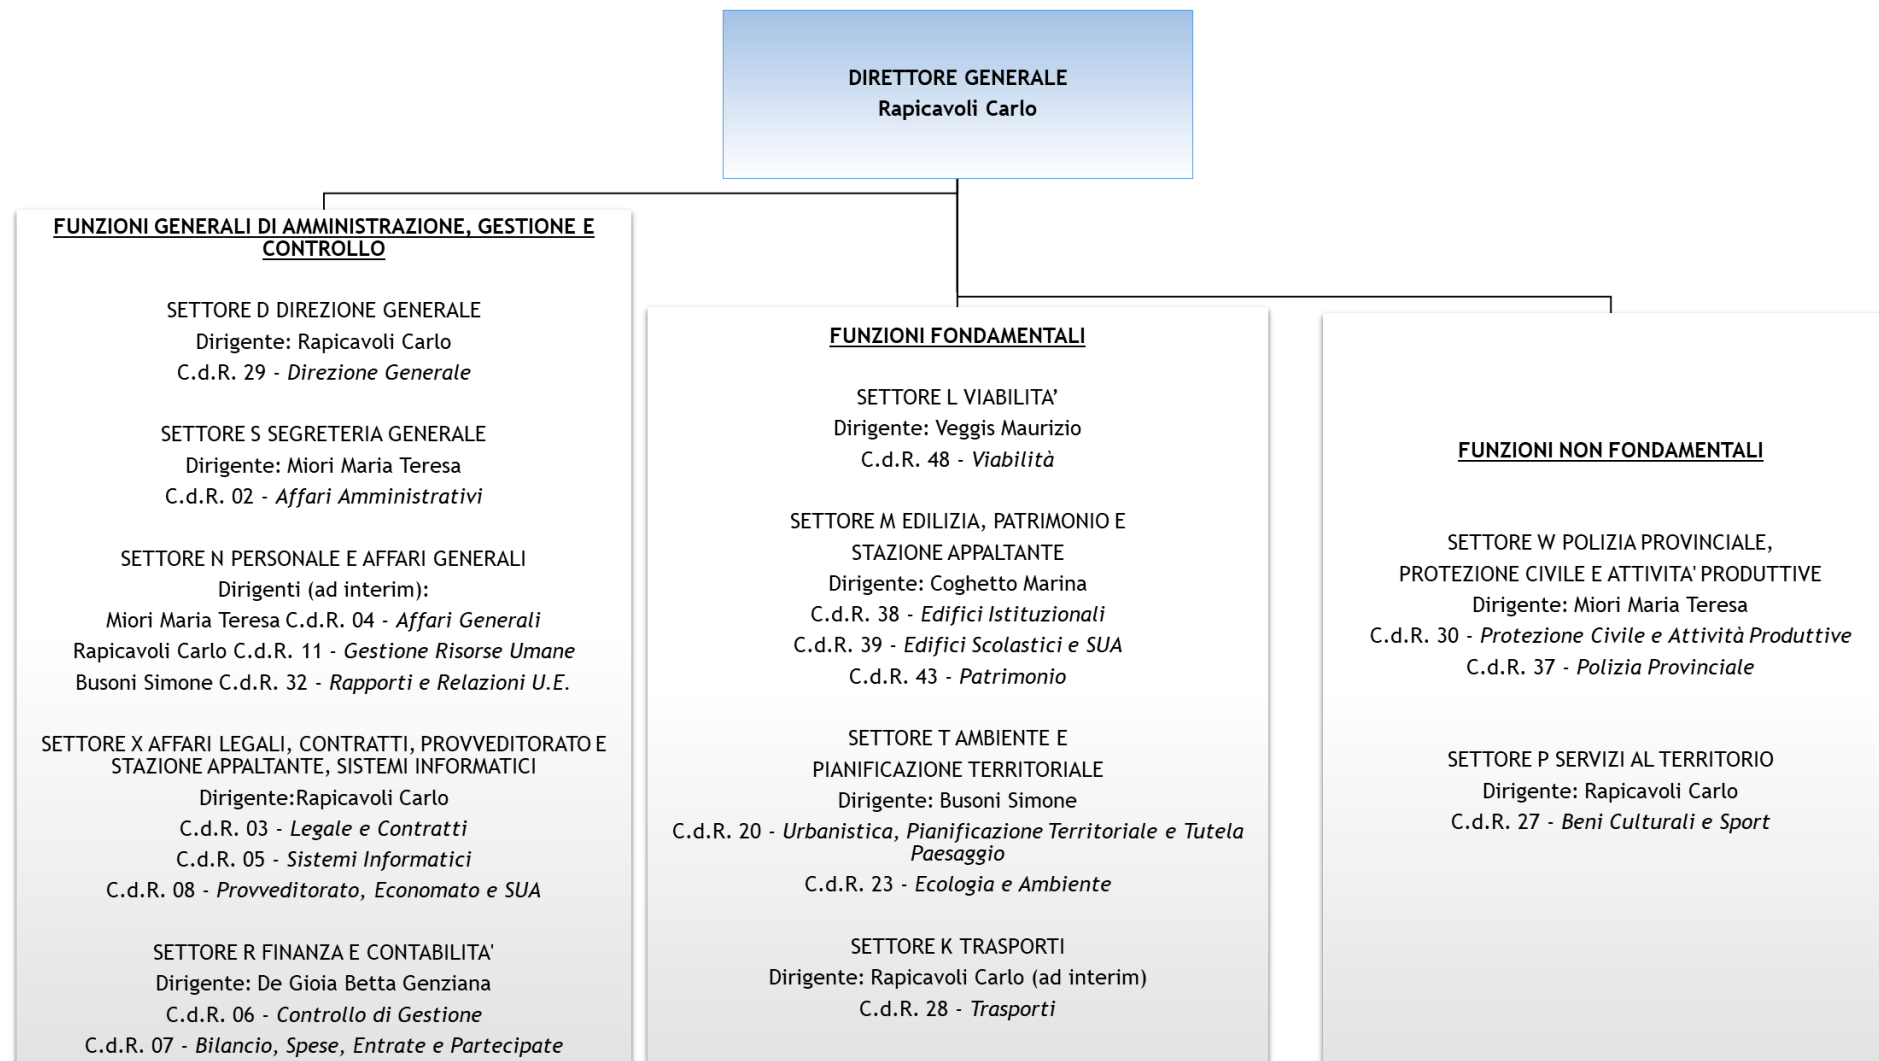 DIRETTORE GENERALE
Rapicavoli Carlo
FUNZIONI GENERALI DI AMMINISTRAZIONE, GESTIONE E
CONTROLLO
SETTORE D DIREZIONE GENERALE
Dirigente: Rapicavoli Carlo
C.d.R. 29 - Direzione Generale
SETTORE S SEGRETERIA GENERALE
Dirigente: Miori Maria Teresa
C.d.R. 02 - Affari Amministrativi
SETTORE N PERSONALE E AFFARI GENERALI
Dirigenti (ad interim):
Miori Maria Teresa C.d.R. 04 - Affari Generali
Rapicavoli Carlo C.d.R. 11 - Gestione Risorse Umane
Busoni Simone C.d.R. 32 - Rapporti e Relazioni U.E.
SETTORE X AFFARI LEGALI, CONTRATTI, PROVVEDITORATO E
STAZIONE APPALTANTE, SISTEMI INFORMATICI
Dirigente:Rapicavoli Carlo
C.d.R. 03 - Legale e Contratti
C.d.R. 05 - Sistemi Informatici
C.d.R. 08 - Provveditorato, Economato e SUA
SETTORE R FINANZA E CONTABILITA'
Dirigente: De Gioia Betta Genziana
C.d.R. 06 - Controllo di Gestione
C.d.R. 07 - Bilancio, Spese, Entrate e Partecipate
FUNZIONI FONDAMENTALI
SETTORE L VIABILITA’
Dirigente: Veggis Maurizio
C.d.R. 48 - Viabilità
SETTORE M EDILIZIA, PATRIMONIO E
STAZIONE APPALTANTE
Dirigente: Coghetto Marina
C.d.R. 38 - Edifici Istituzionali
C.d.R. 39 - Edifici Scolastici e SUA
C.d.R. 43 - Patrimonio
SETTORE T AMBIENTE E
PIANIFICAZIONE TERRITORIALE
Dirigente: Busoni Simone
C.d.R. 20 - Urbanistica, Pianificazione Territoriale e Tutela
Paesaggio
C.d.R. 23 - Ecologia e Ambiente
SETTORE K TRASPORTI
Dirigente: Rapicavoli Carlo (ad interim)
C.d.R. 28 - Trasporti
FUNZIONI NON FONDAMENTALI
SETTORE W POLIZIA PROVINCIALE,
PROTEZIONE CIVILE E ATTIVITA' PRODUTTIVE
Dirigente: Miori Maria Teresa
C.d.R. 30 - Protezione Civile e Attività Produttive
C.d.R. 37 - Polizia Provinciale
SETTORE P SERVIZI AL TERRITORIO
Dirigente: Rapicavoli Carlo
C.d.R. 27 - Beni Culturali e Sport